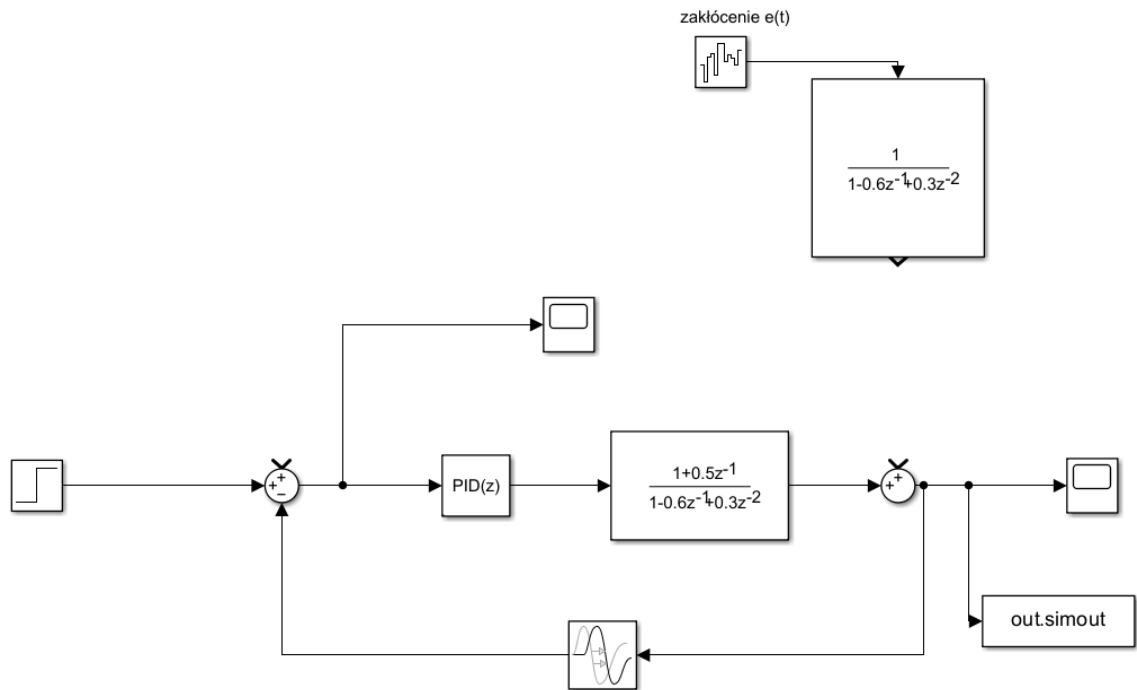 zakłócenie e(t)
1
1-0.6z^-1+0.3z^-2
+
+
−
PID(z)
1+0.5z^-1
1-0.6z^-1+0.3z^-2
+
+
out.simout